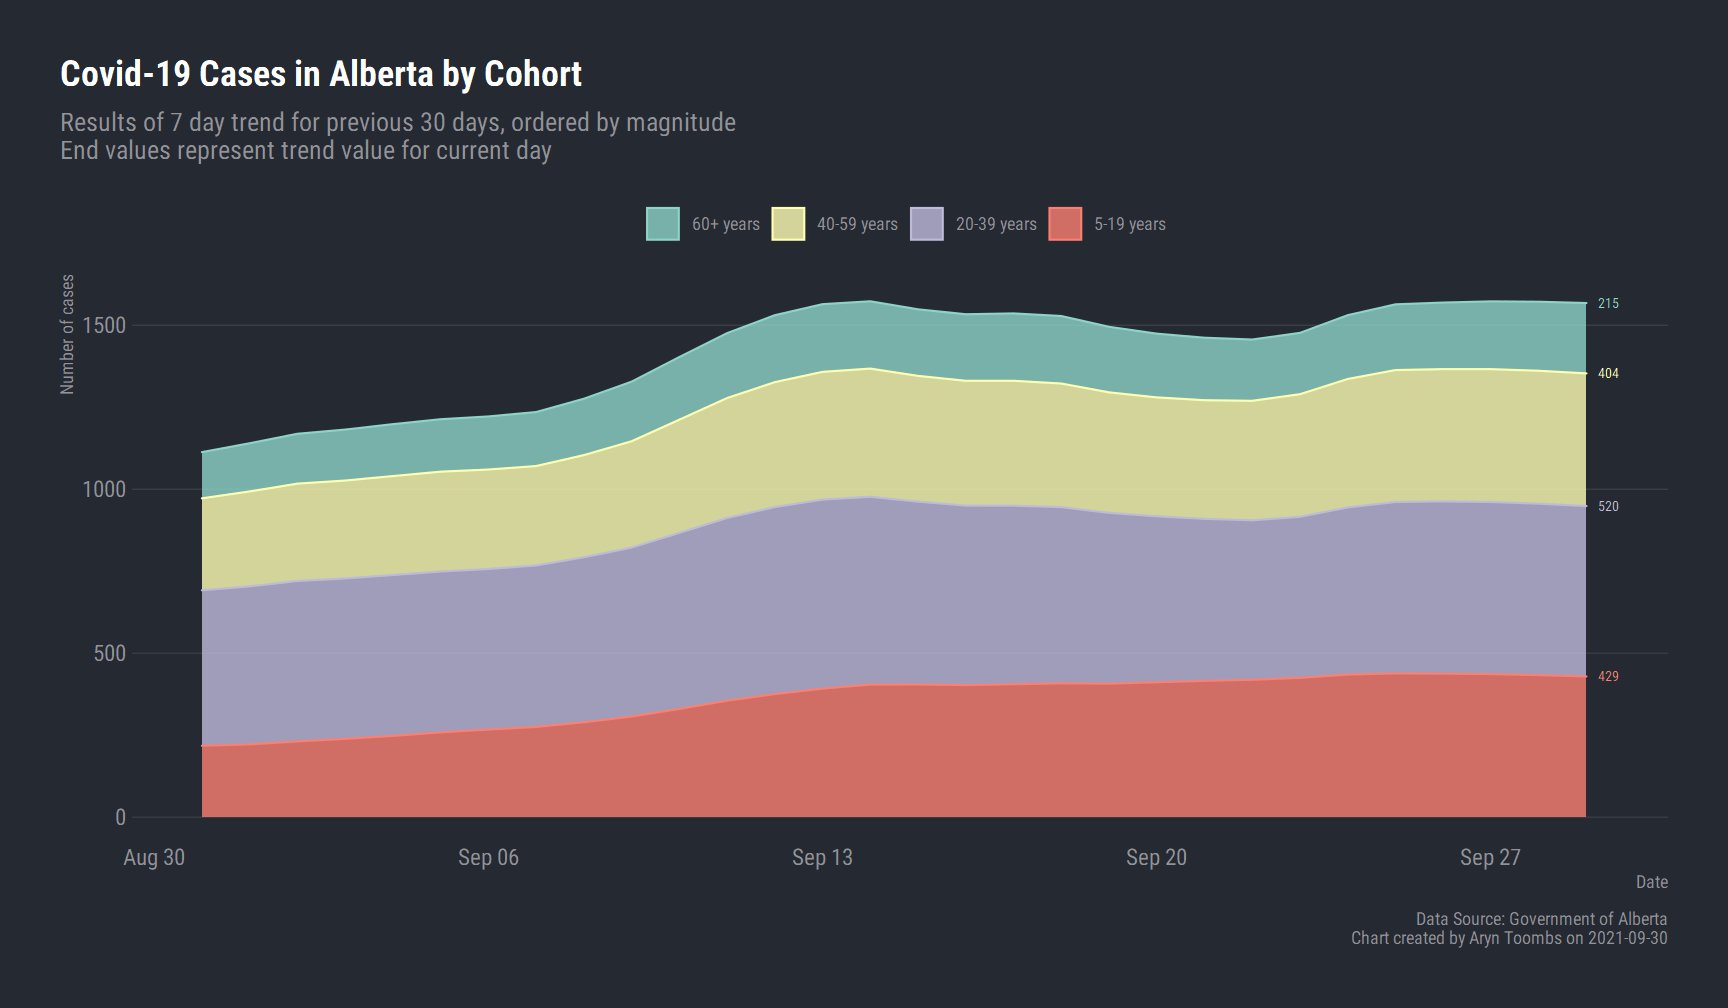 Covid-19 Cases in Alberta by Cohort
Results of 7 day trend for previous 30 days, ordered by magnitude
End values represent trend value for current day
60+ years
40-59 years
20-39 years
5-19 years
Number of cases
1500
1000
500
0
215
404
520
429
Aug 30
Sep 06
Sep 13
Sep 20
Sep 27
Date
Data Source: Government of Alberta
Chart created by Aryn Toombs on 2021-09-30